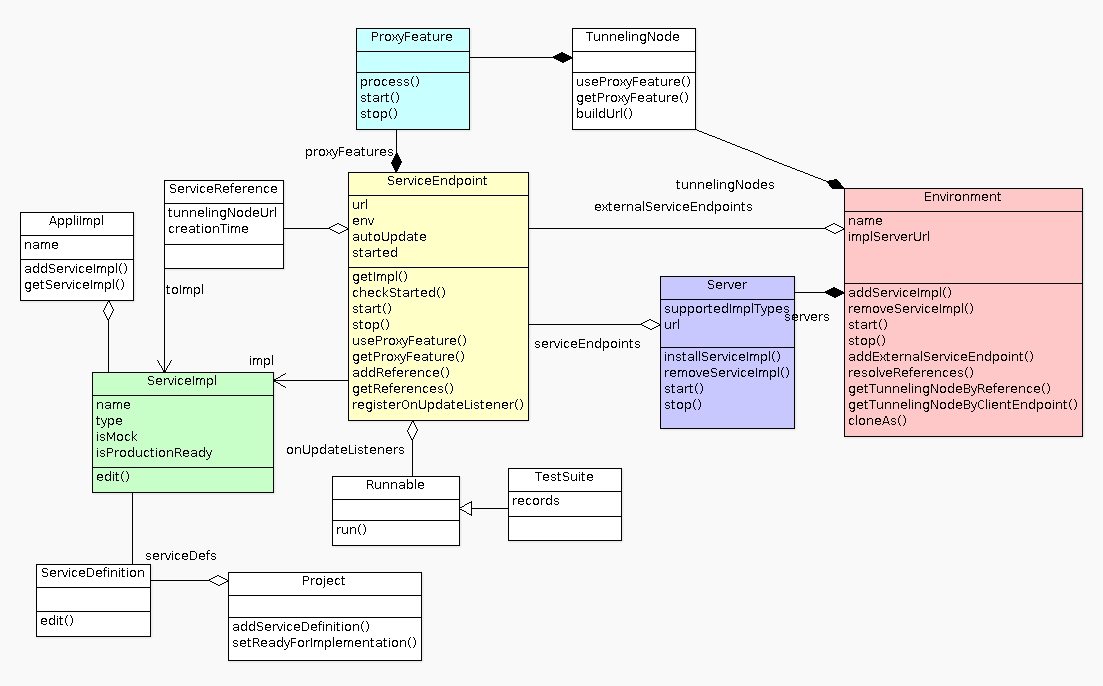 ProxyFeature
process()
start()
stop()
TunnelingNode
useProxyFeature()
getProxyFeature()
buildUrl()
proxyFeatures
tunnelingNodes
externalServiceEndpoints
ServiceReference
tunnelingNodeUrl
creationTime
toImpl
AppliImpl
name
addServiceImpl()
getServiceImpl()
ServiceEndpoint
url
env
autoUpdate
started
getImpl()
checkStarted()
start()
stop()
useProxyFeature()
getProxyFeature()
addReference()
getReferences()
registerOnUpdateListener()
Environment
name
implServerUrl
addServiceImpl()
removeServiceImpl()
start()
stop()
addExternalServiceEndpoint()
resolveReferences()
getTunnelingNodeByReference()
getTunnelingNodeByClientEndpoint()
cloneAs()
Server
supportedImplTypes
url
installServiceImpl()
removeServiceImpl()
start()
stop()
servers
serviceEndpoints
impl
ServiceImpl
name
type
isMock
isProductionReady
edit()
onUpdateListeners
Runnable
run()
TestSuite
records
serviceDefs
ServiceDefinition
edit()
Project
addServiceDefinition()
setReadyForImplementation()